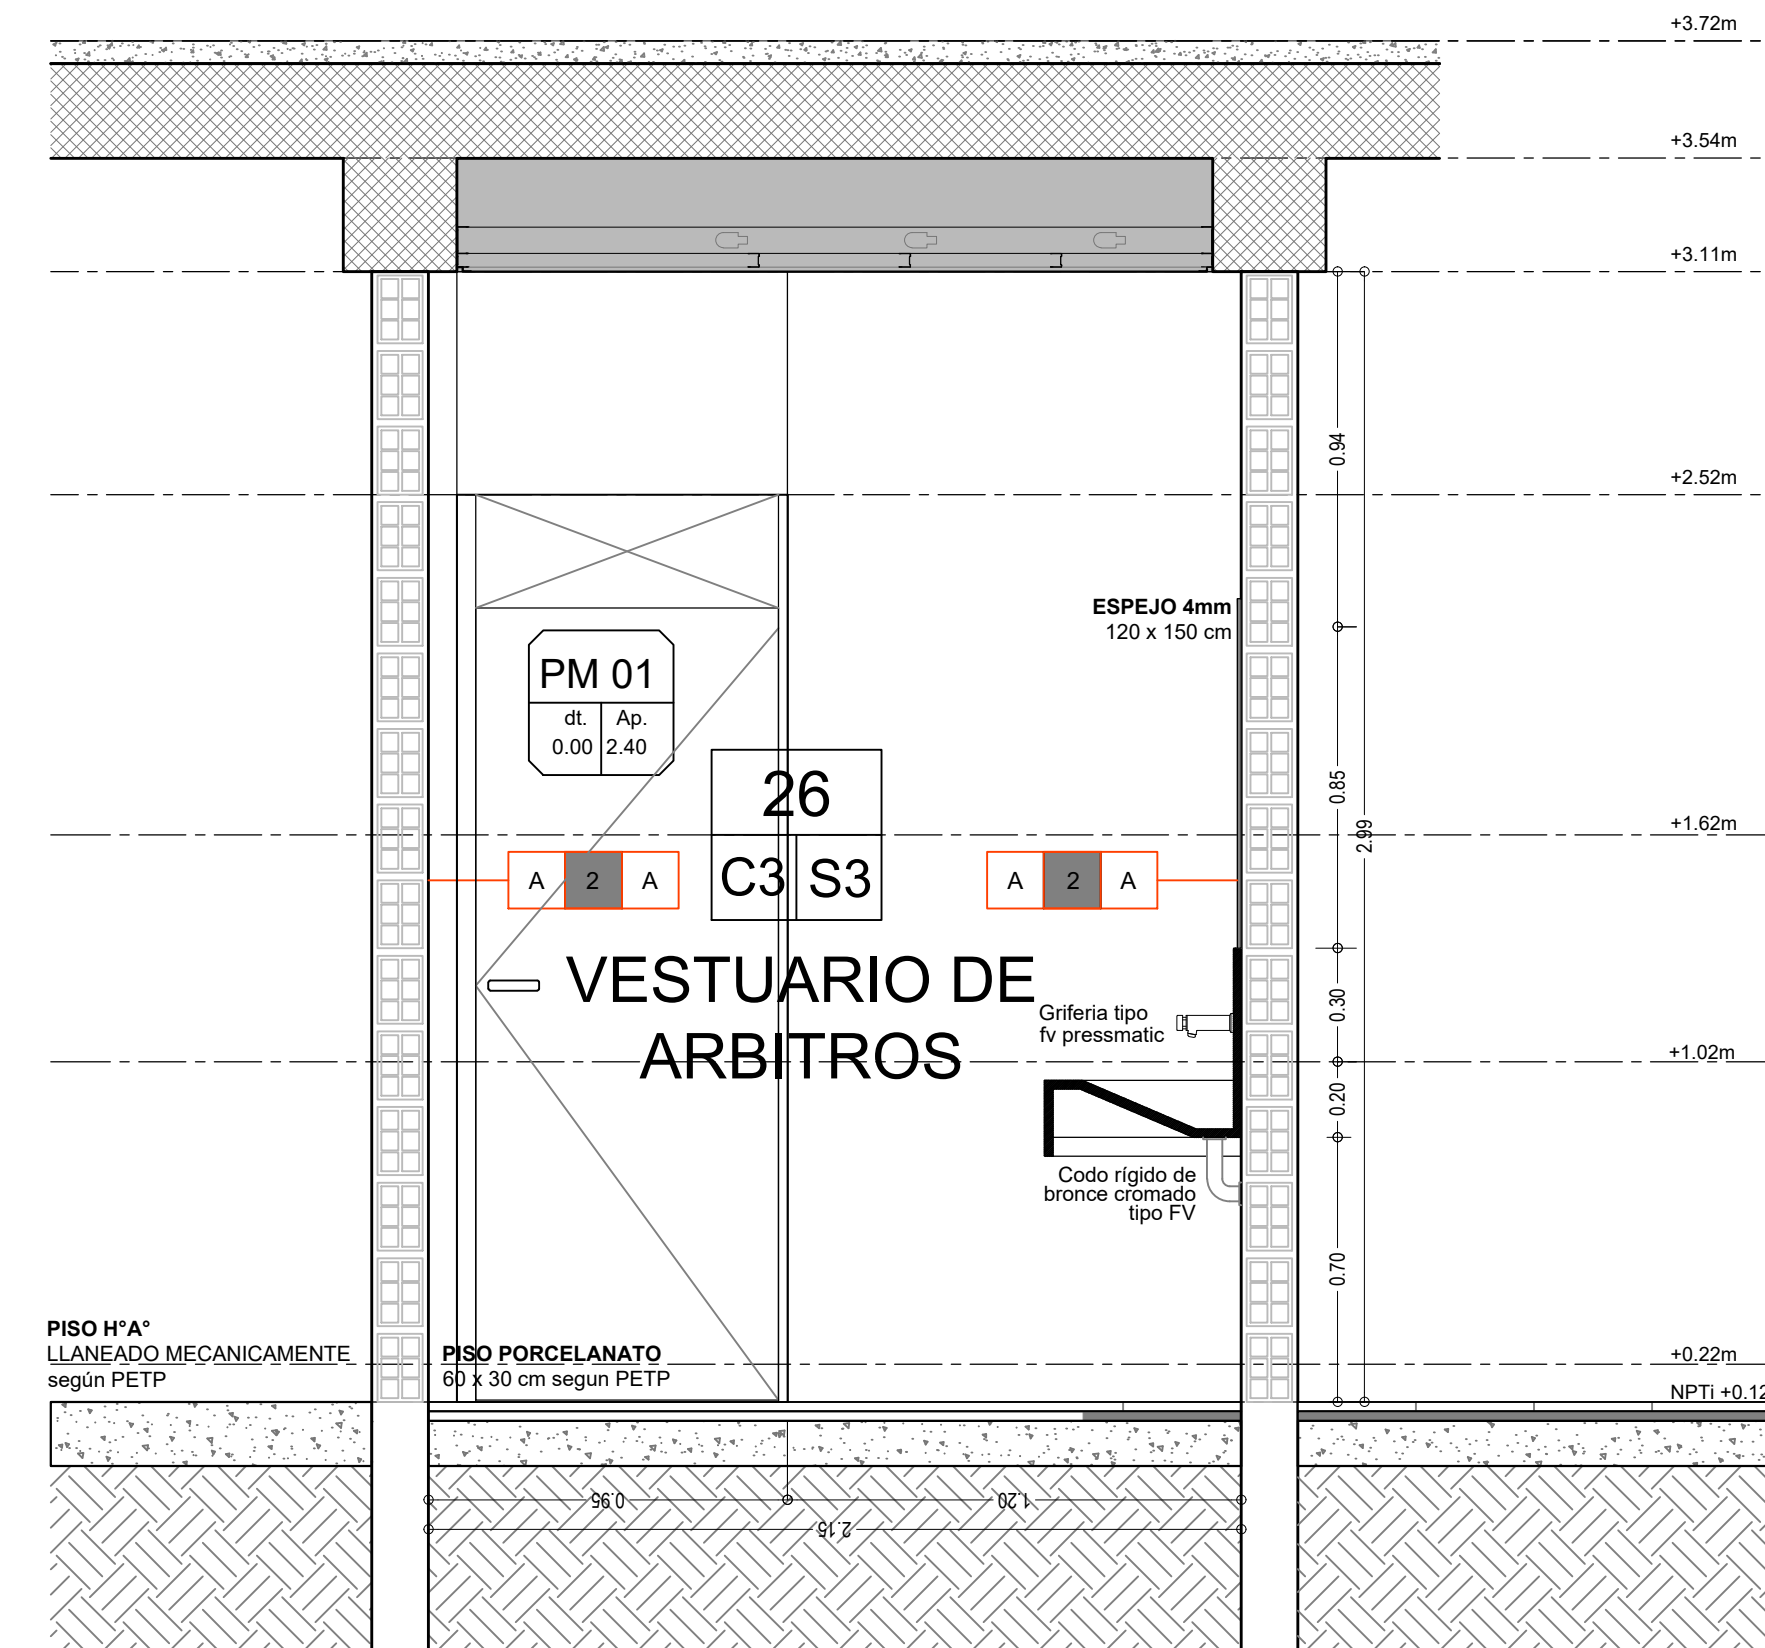 +3.72m
+3.54m
+3.11m
+2.52m
0.94
ESPEJO 4mm
120 x 150 cm
PM 01
dt. Ap.
0.00 2.40
26
C3 S3
0.85
2.99
+1.62m
A 2 A
A 2 A
VESTUARIO DE
ARBITROS
Griferia tipo
fv pressmatic
0.30
+1.02m
0.20
Codo rígido de
bronce cromado
tipo FV
0.70
PISO H°A°
LLANEADO MECANICAMENTE
según PETP
PISO PORCELANATO
60 x 30 cm segun PETP
+0.22m
NPTi +0.12
0.95
1.20
2.15